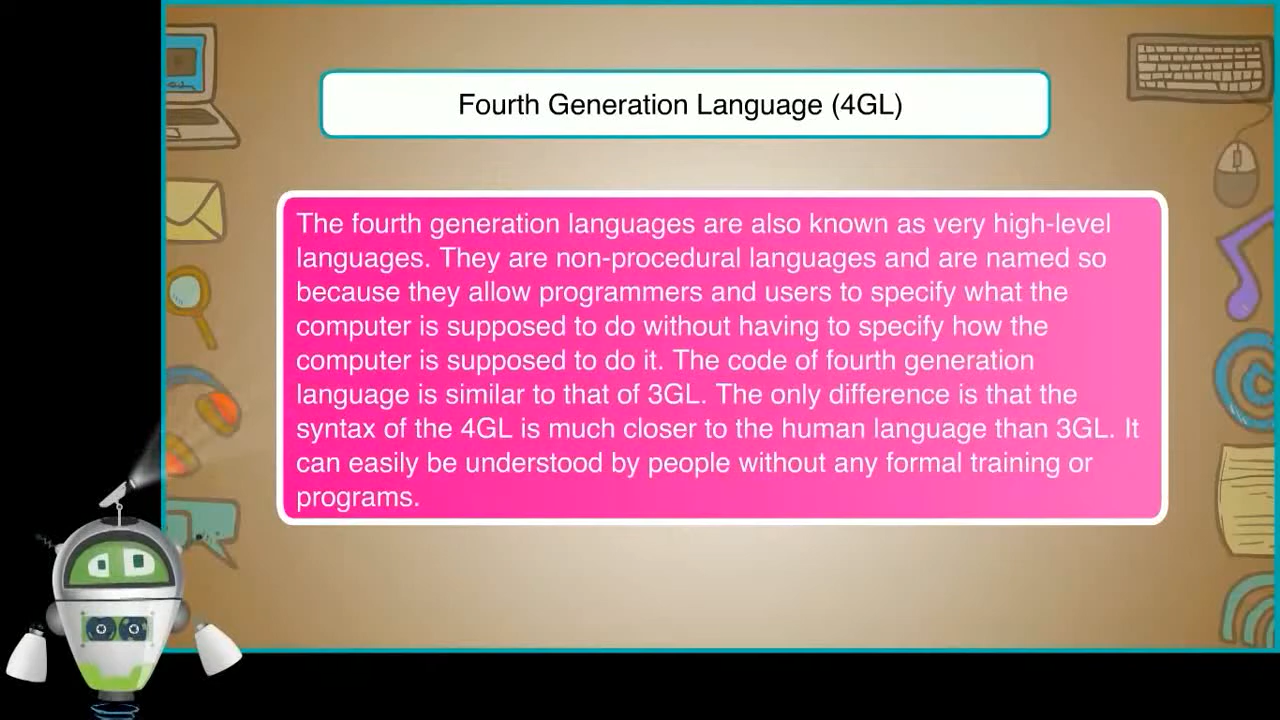 Fourth Generation Language (4GL)
The fourth generation languages are also known as very high-level
languages. They are non-procedural languages and are named so
because they allow programmers and users to specify what the
computer is supposed to do without having to specify how the
computer is supposed to do it. The code of fourth generation
language is similar to that of 3GL. The only difference is that the
syntax of the 4GL is much closer to the human language than 3GL. It
can easily be understood by people without any formal training or
programs.